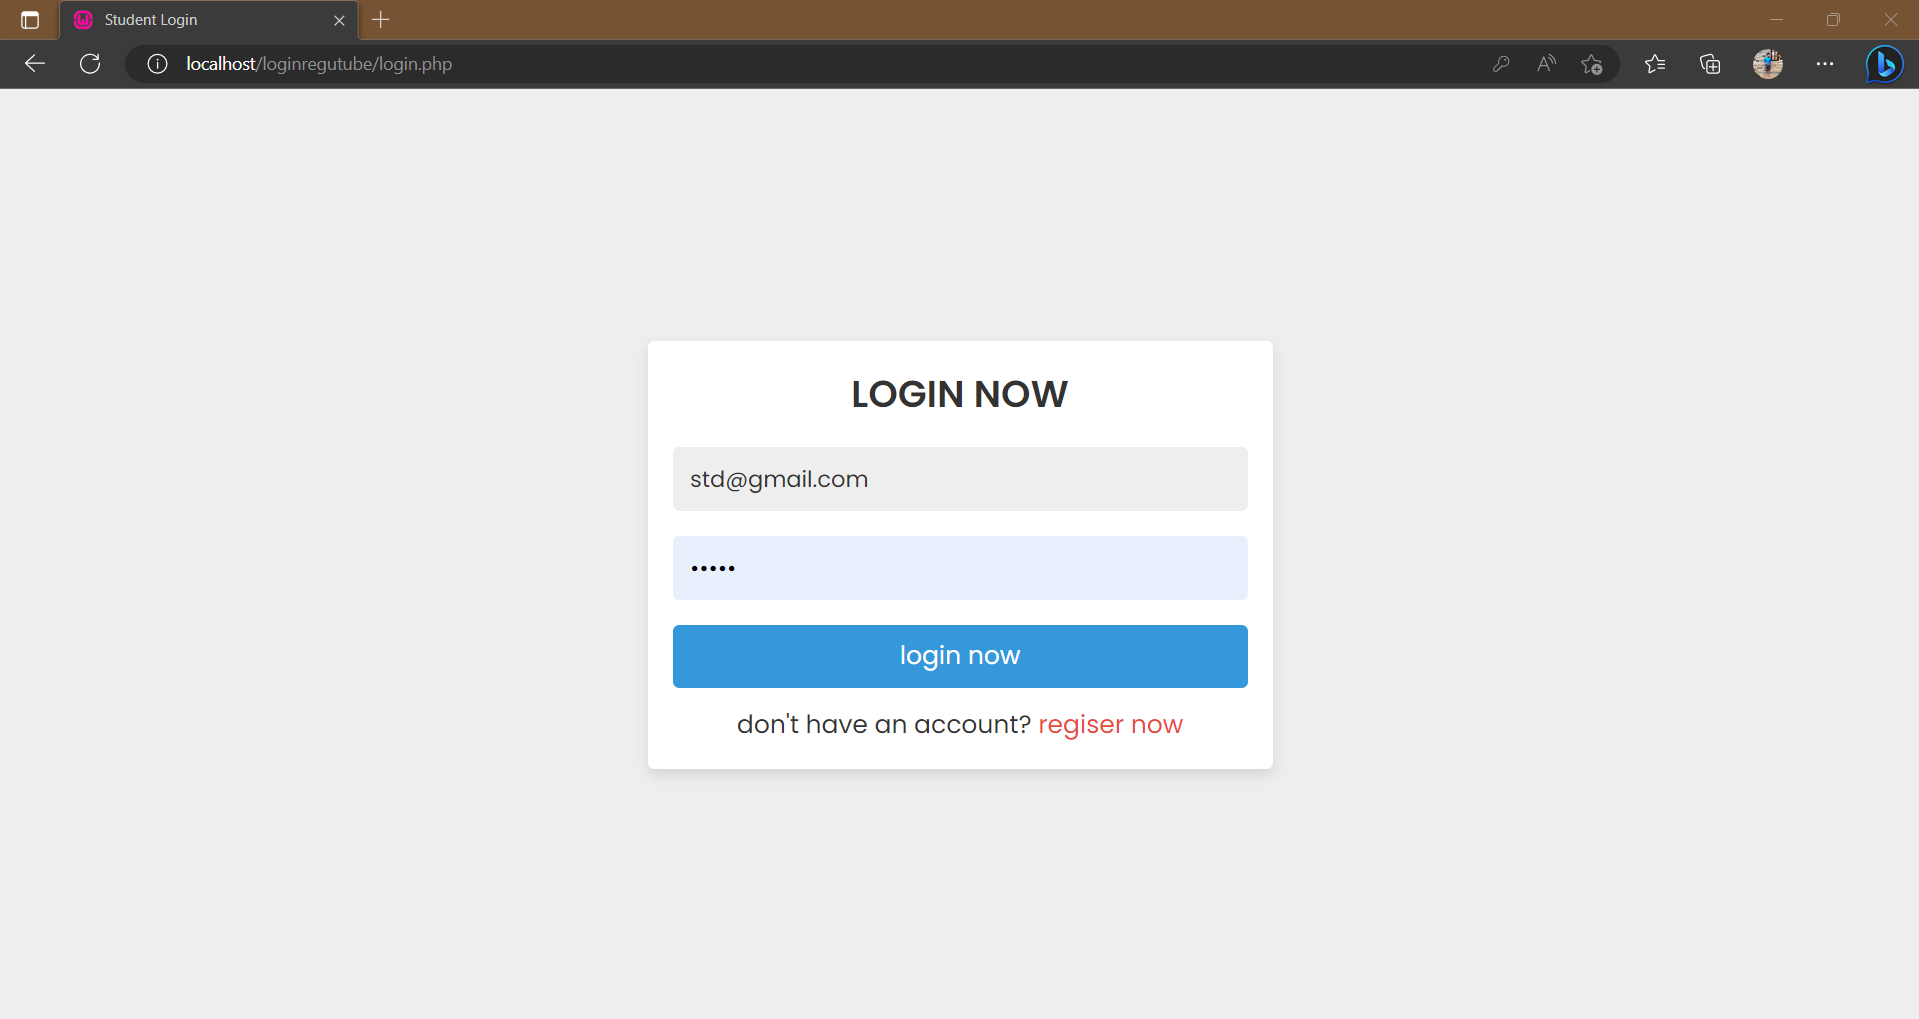 Student Login
localhost/loginregutube/login.php
LOGIN NOW
std@gmail.com
•••••
login now
don't have an account? regiser now